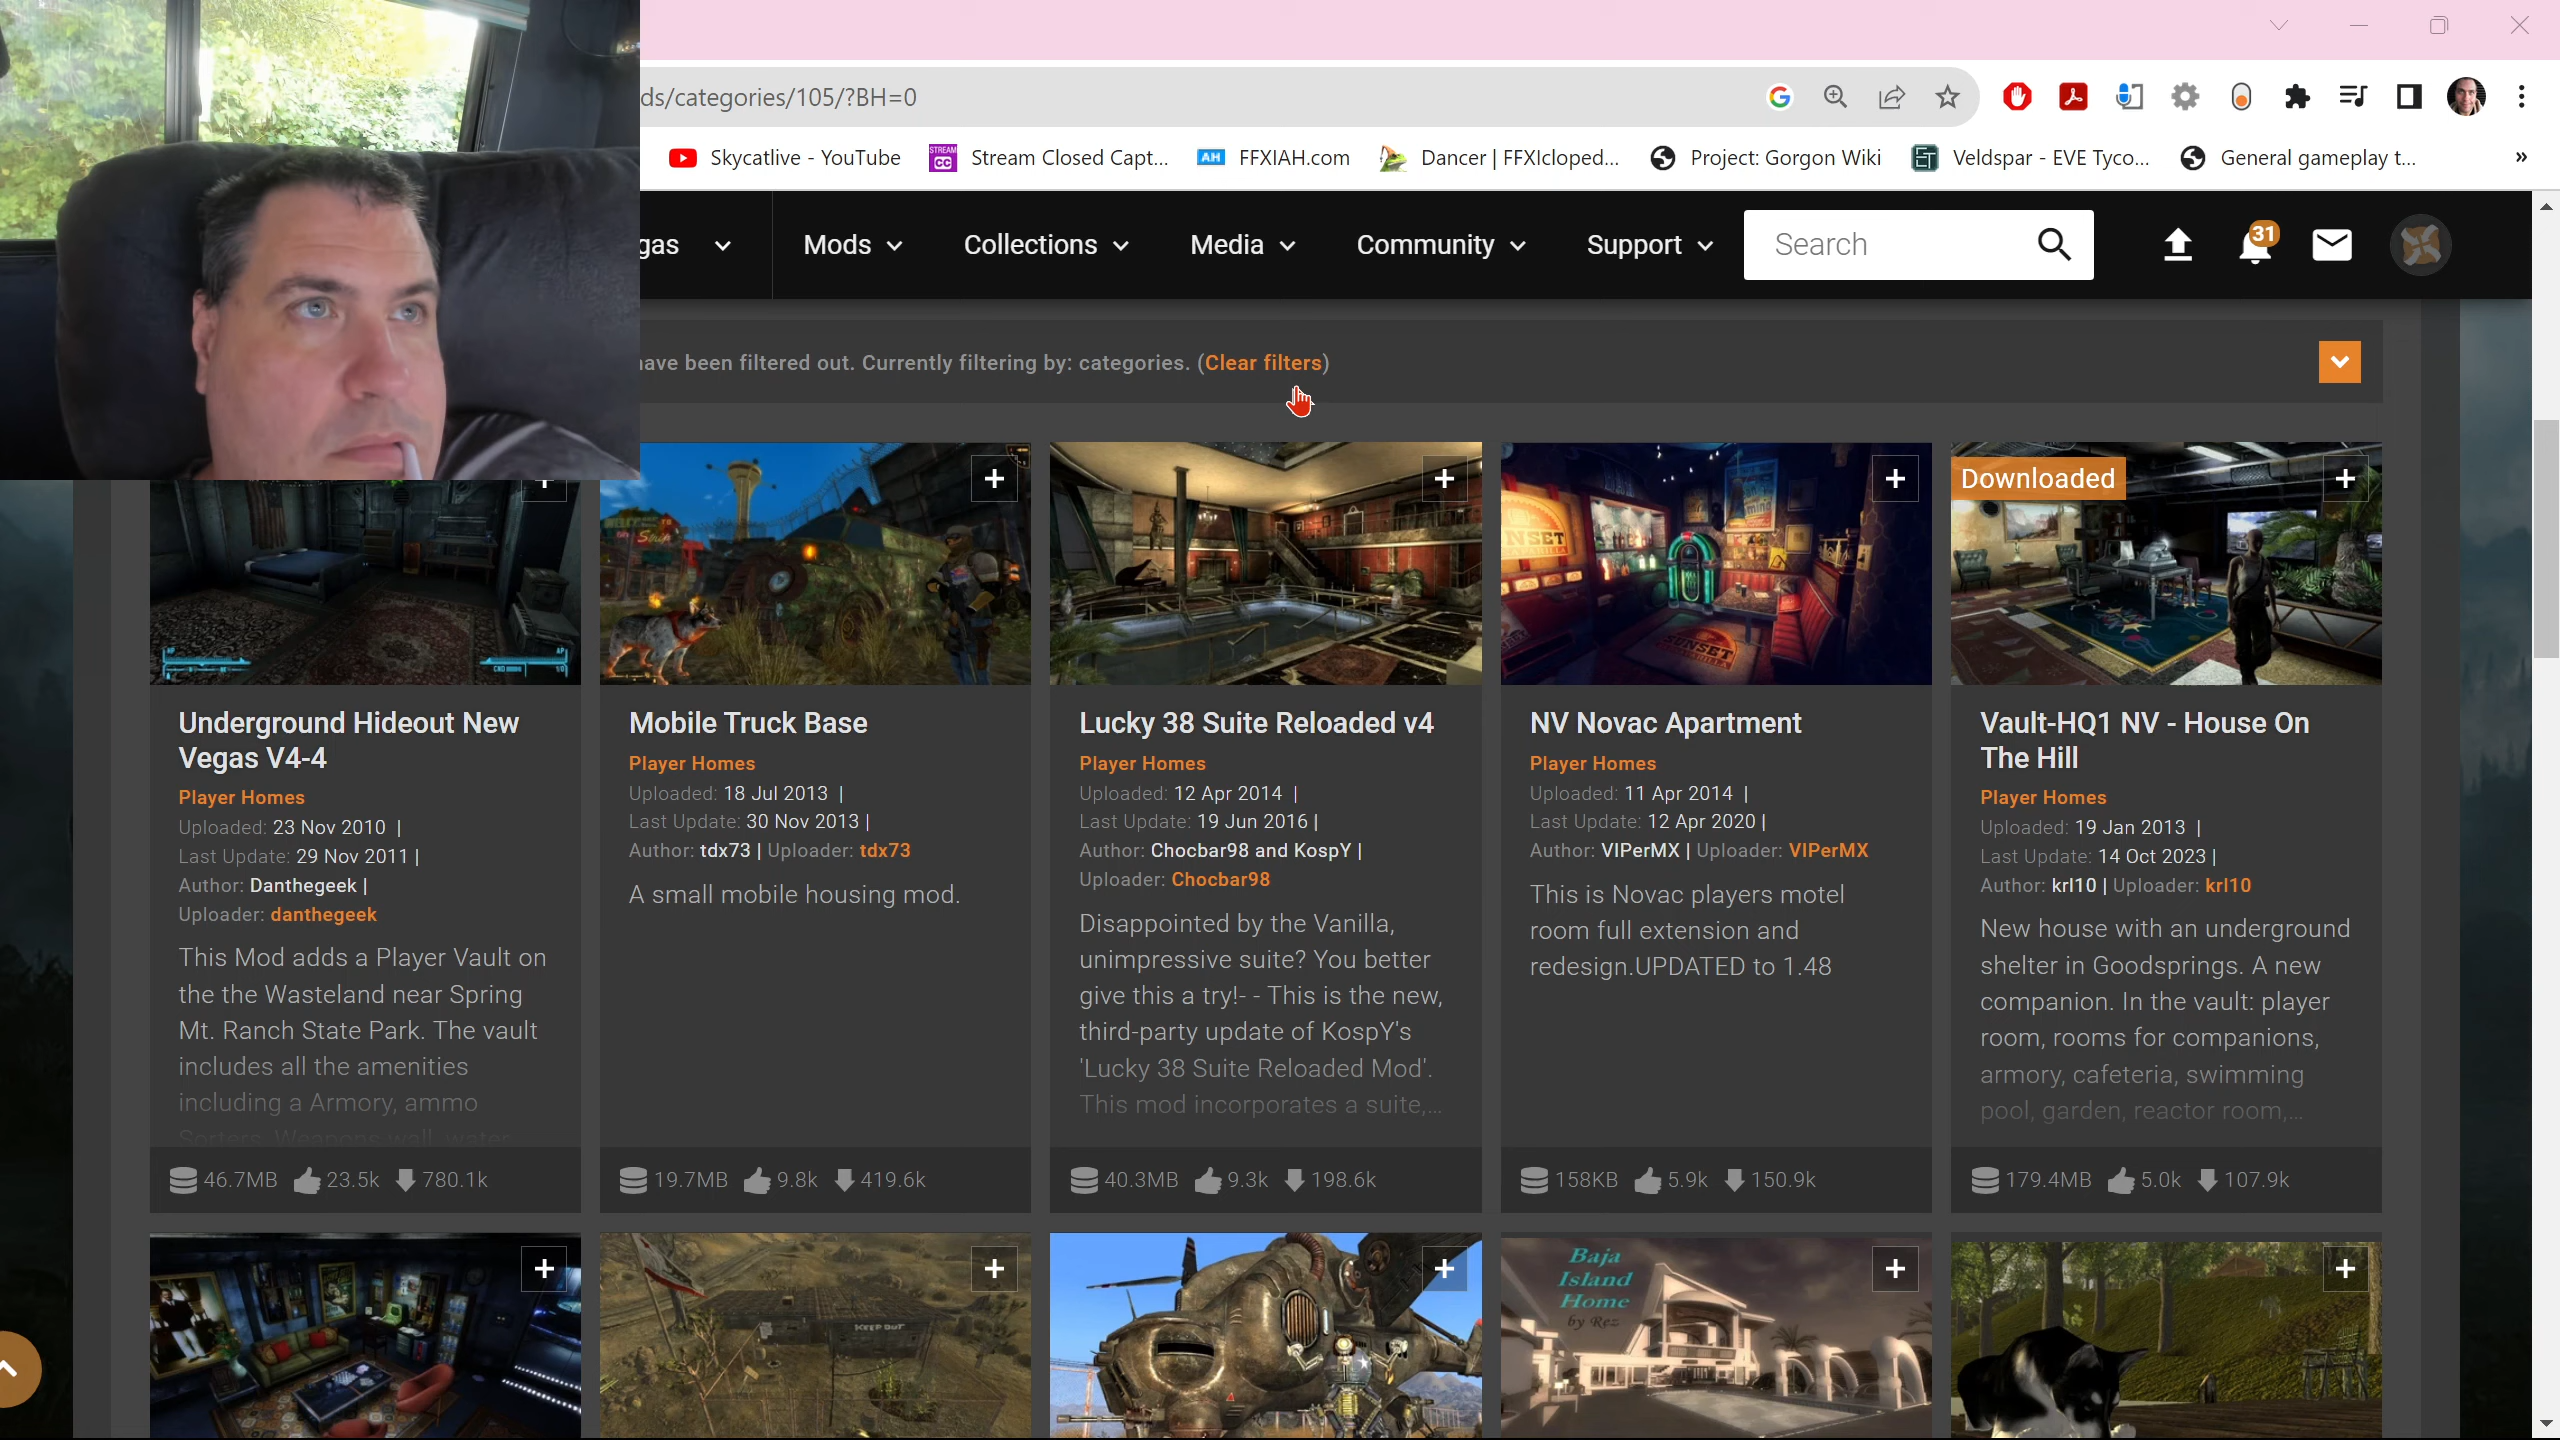 ds/categories/105/?BH=0
Skycatlive - YouTube
STREAM CC
Stream Closed Capt...
AH
FFXIAH.com
Dancer | FFXIcloped...
Project: Gorgon Wiki
ET
Veldspar - EVE Tyco...
General gameplay t...
»
gas
Mods
Collections
Media
Community
Support
Search
31
have been filtered out. Currently filtering by: categories. (Clear filters)
Underground Hideout New
Vegas V4-4
Player Homes
Uploaded: 23 Nov 2010 |
Last Update: 29 Nov 2011 |
Author: Danthegeek |
Uploader: danthegeek
This Mod adds a Player Vault on
the the Wasteland near Spring
Mt. Ranch State Park. The vault
includes all the amenities
including a Armory, ammo
Sorters, Weapons wall, water
46.7MB 23.5k 780.1k
Mobile Truck Base
Player Homes
Uploaded: 18 Jul 2013 |
Last Update: 30 Nov 2013 |
Author: tdx73 | Uploader: tdx73
A small mobile housing mod.
19.7MB 9.8k 419.6k
Lucky 38 Suite Reloaded v4
Player Homes
Uploaded: 12 Apr 2014 |
Last Update: 19 Jun 2016 |
Author: Chocbar98 and KospY |
Uploader: Chocbar98
Disappointed by the Vanilla,
unimpressive suite? You better
give this a try!- - This is the new,
third-party update of KospY's
'Lucky 38 Suite Reloaded Mod'.
This mod incorporates a suite,...
40.3MB 9.3k 198.6k
SUNSET
NV Novac Apartment
Player Homes
Uploaded: 11 Apr 2014 |
Last Update: 12 Apr 2020 |
Author: VIPerMX | Uploader: VIPerMX
This is Novac players motel
room full extension and
redesign.UPDATED to 1.48
158KB 5.9k 150.9k
Downloaded
Vault-HQ1 NV - House On
The Hill
Player Homes
Uploaded: 19 Jan 2013 |
Last Update: 14 Oct 2023 |
Author: krl10 | Uploader: krl10
New house with an underground
shelter in Goodsprings. A new
companion. In the vault: player
room, rooms for companions,
armory, cafeteria, swimming
pool, garden, reactor room,...
179.4MB 5.0k 107.9k
KEEP OUT
Baja
Island
Home
by Rez